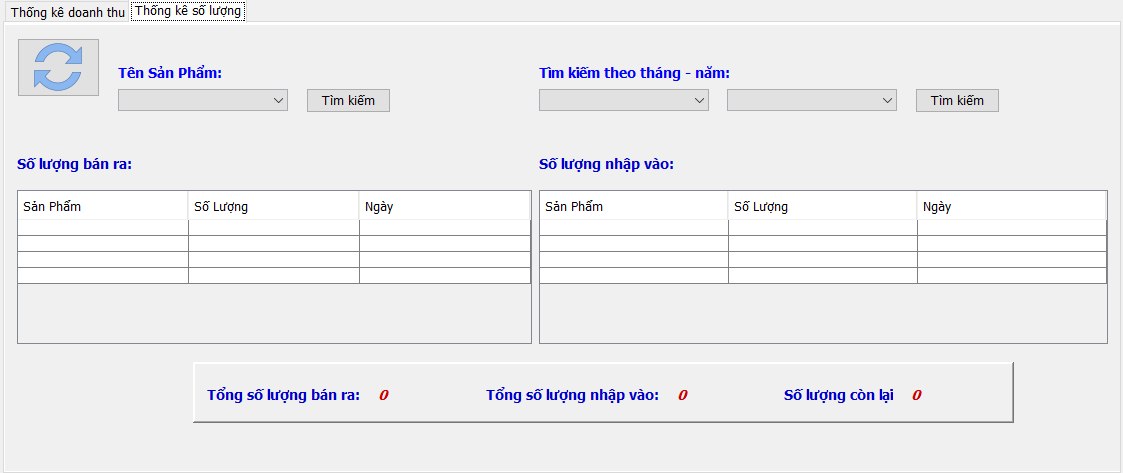 Thống kê doanh thu Thống kê số lượng
Tên Sản Phẩm: Tìm kiếm theo tháng - năm:
Tìm kiếm Tìm kiếm
Số lượng bán ra: Số lượng nhập vào:
Sản Phẩm Số Lượng Ngày Sản Phẩm Số Lượng Ngày
Tổng số lượng bán ra: 0 Tổng số lượng nhập vào: 0 Số lượng còn lại 0